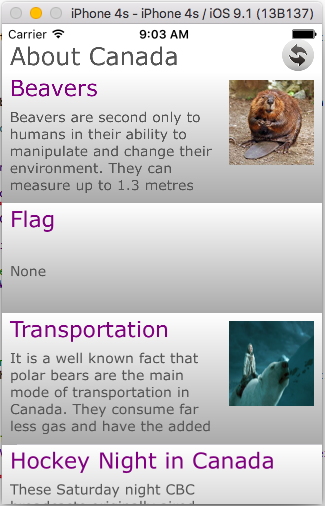 iPhone 4s - iPhone 4s / iOS 9.1 (13B137)
Carrier 9:03 AM
About Canada
Beavers
Beavers are second only to
humans in their ability to
manipulate and change their
environment. They can
measure up to 1.3 metres
Flag
None
Transportation
It is a well known fact that
polar bears are the main
mode of transportation in
Canada. They consume far
less gas and have the added
Hockey Night in Canada
These Saturday night CBC